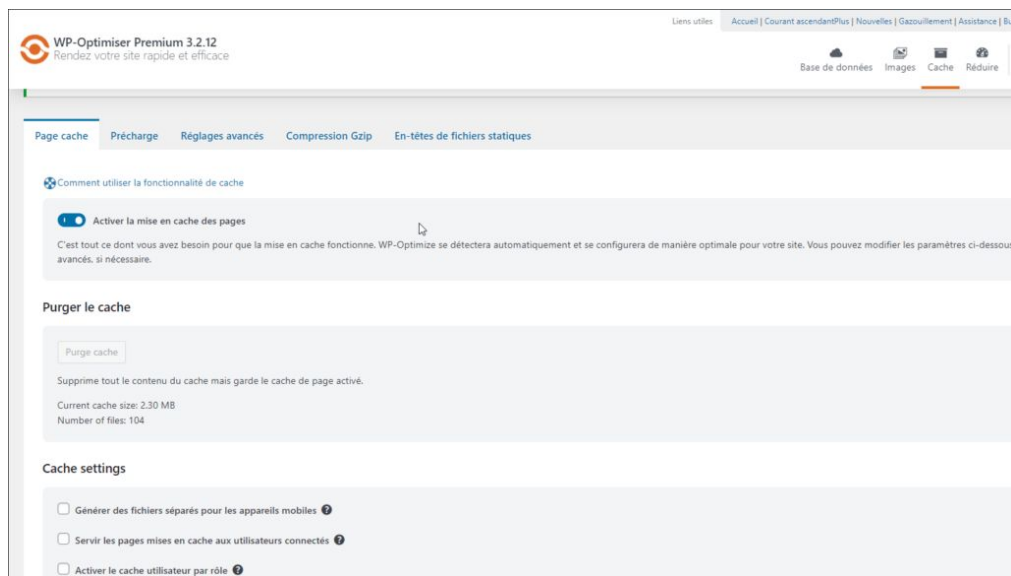 Liens utiles Accueil | Courant ascendantPlus | Nouvelles | Gazouillement | Assistance |
WP-Optimiser Premium 3.2.12
Rendez votre site rapide et efficace
Base de données Images Cache Réduire
Page cache Précharge Réglages avancés Compression Gzip En-têtes de fichiers statiques
Comment utiliser la fonctionnalité de cache
Activer la mise en cache des pages
C'est tout ce dont vous avez besoin pour que la mise en cache fonctionne. WP-Optimize se détectera automatiquement et se configurera de manière optimale pour votre site. Vous pouvez modifier les paramètres ci-dessous
avancés, si nécessaire.
Purger le cache
Purge cache
Supprime tout le contenu du cache mais garde le cache de page activé.
Current cache size: 2.30 MB
Number of files: 104
Cache settings
Générer des fichiers séparés pour les appareils mobiles
Servir les pages mises en cache aux utilisateurs connectés
Activer le cache utilisateur par rôle